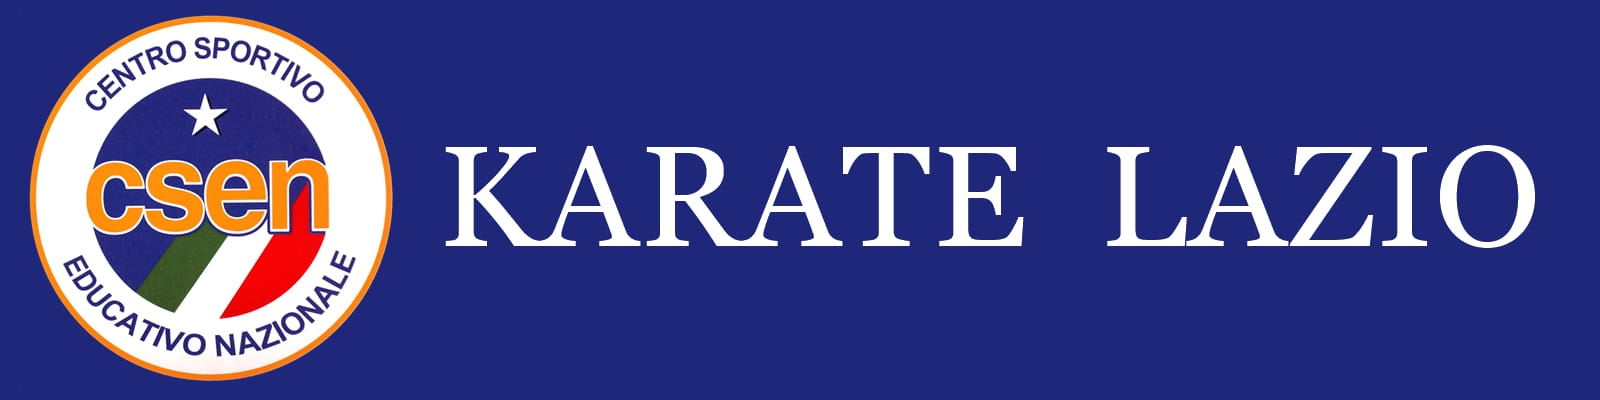 CENTRO SPORTIVO
csen
EDUCATIVO NAZIONALE
KARATE LAZIO